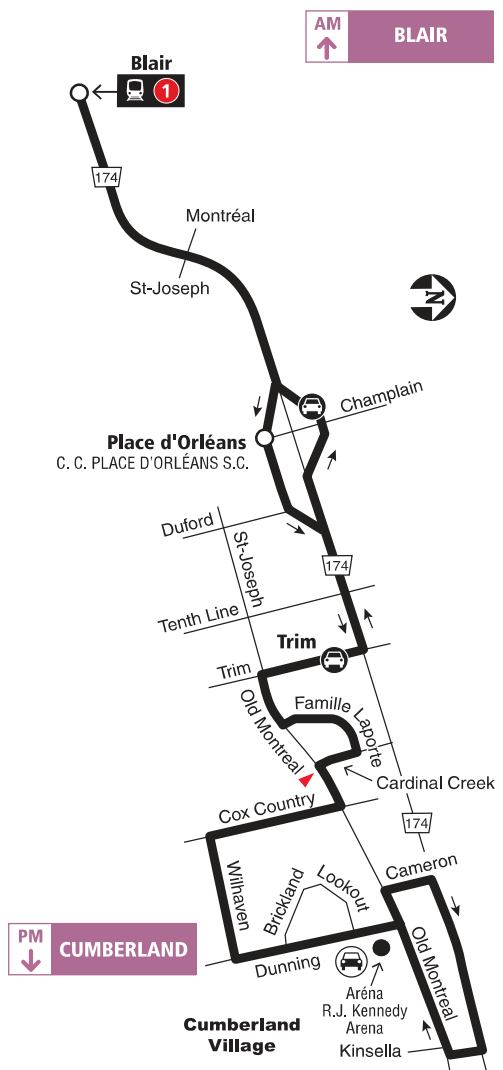 AM
BLAIR
Blair
1
174
Montréal
St-Joseph
N
Champlain
Place d'Orléans
C. C. PLACE D'ORLÉANS S.C.
Duford
St-Joseph
174
Tenth Line
Trim
Trim
Famille
Laporte
Old Montreal
Cardinal Creek
Cox Country
174
Cameron
Wilhaven
Brickland
Lookout
PM
CUMBERLAND
Dunning
Old Montreal
Aréna
R.J. Kennedy
Arena
Cumberland
Village
Kinsella